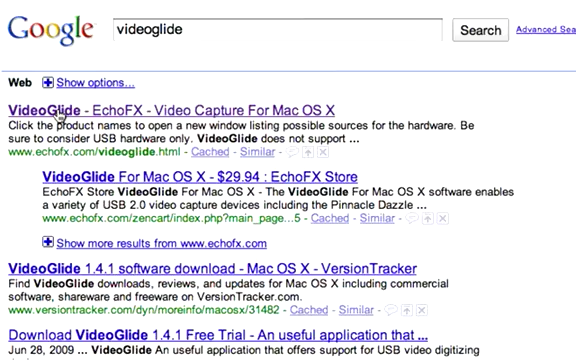 Google videoglide Search Advanced Sea
Web Show options...
VideoGlide - EchoFX - Video Capture For Mac OS X
Click the product names to open a new window listing possible sources for the hardware. Be
sure to consider USB hardware only. VideoGlide does not support ...
www.echofx.com/videoglide.html - Cached - Similar -
VideoGlide For Mac OS X - $29.94 : EchoFX Store
EchoFX Store VideoGlide For Mac OS X - The VideoGlide For Mac OS X software enables
a variety of USB 2.0 video capture devices including the Pinnacle Dazzle ...
www.echofx.com/zencart/index.php?main_page...5 - Cached - Similar -
Show more results from www.echofx.com
VideoGlide 1.4.1 software download - Mac OS X - VersionTracker
Find VideoGlide downloads, reviews, and updates for Mac OS X including commercial
software, shareware and freeware on VersionTracker.com.
www.versiontracker.com/dyn/moreinfo/macosx/31482 - Cached - Similar -
Download VideoGlide 1.4.1 Free Trial - An useful application that ...
Jun 28, 2009 ... VideoGlide An useful application that offers support for USB video digitizing